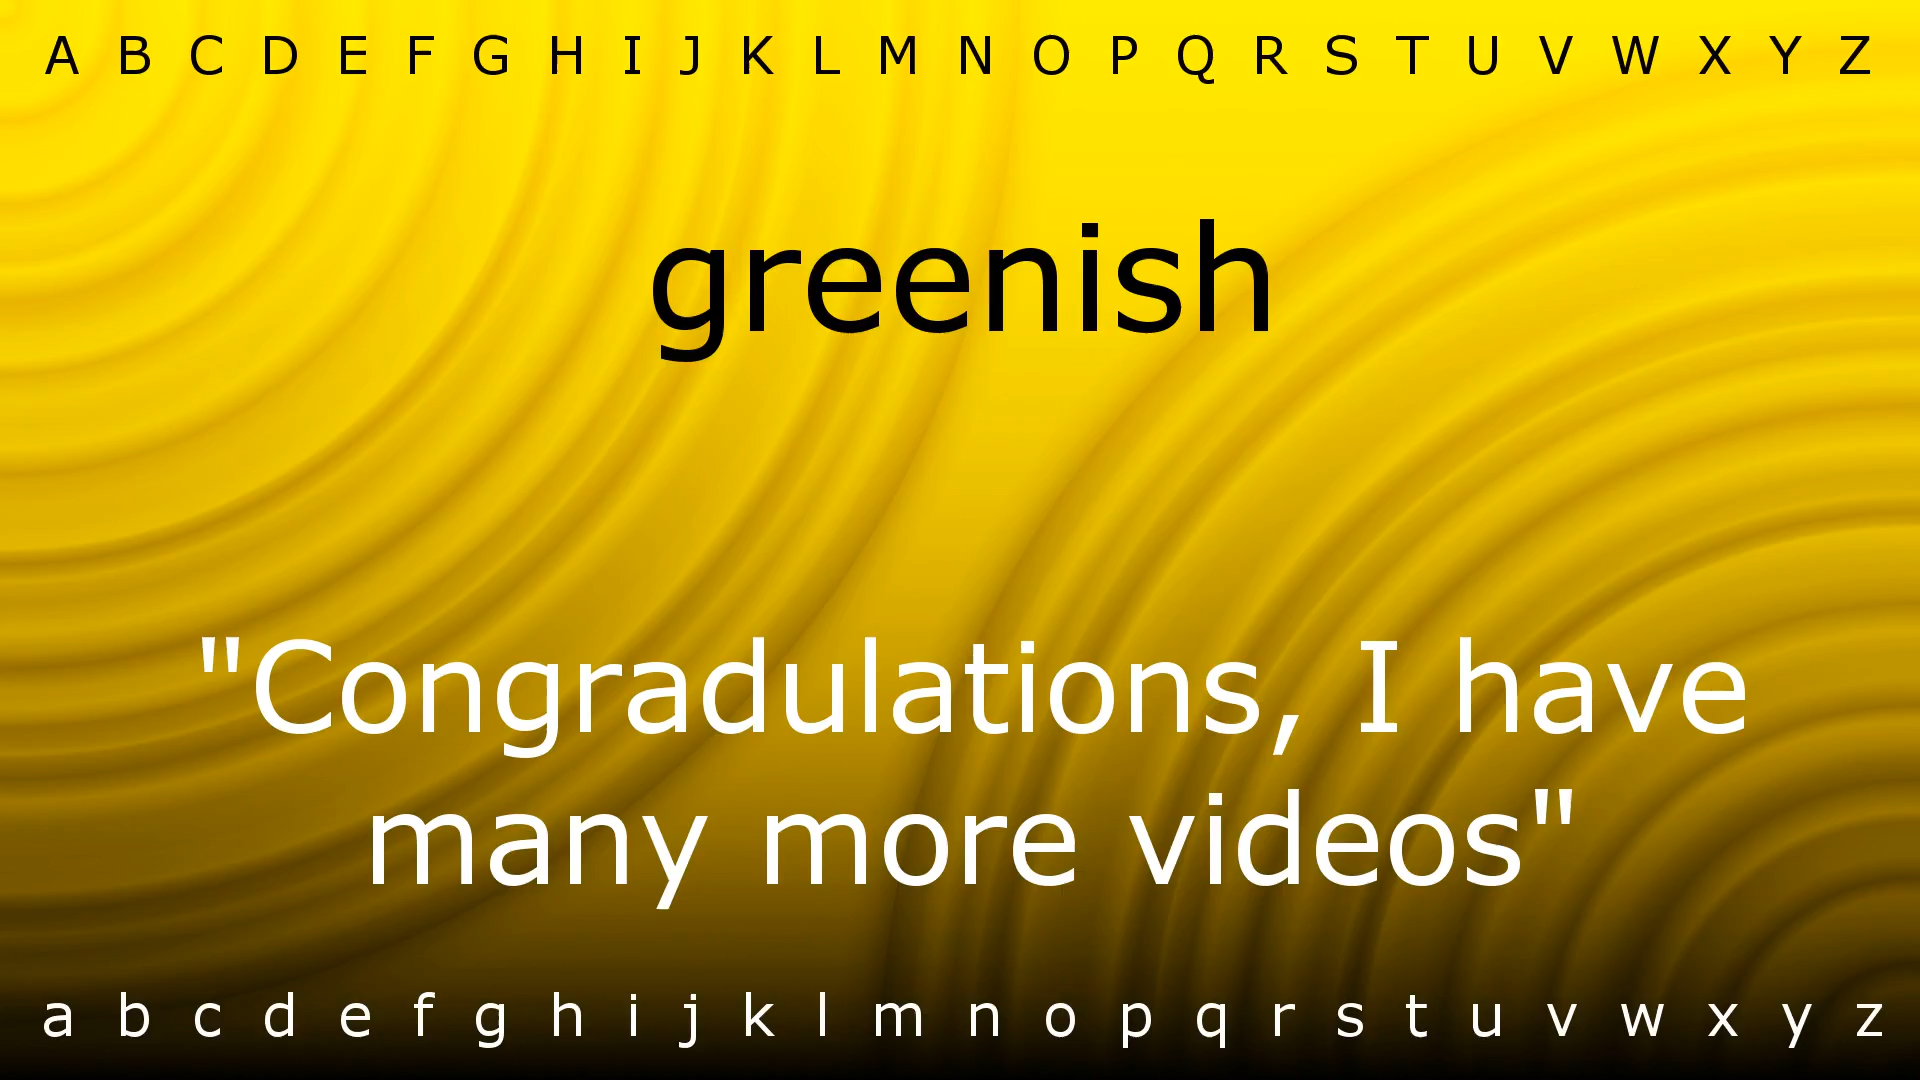 A B C D E F G H I J K L M N O P Q R S T U V W X Y Z
greenish
"Congradulations, I have
many more videos"
a b c d e f g h i j k l m n o p q r s t u v w x y z